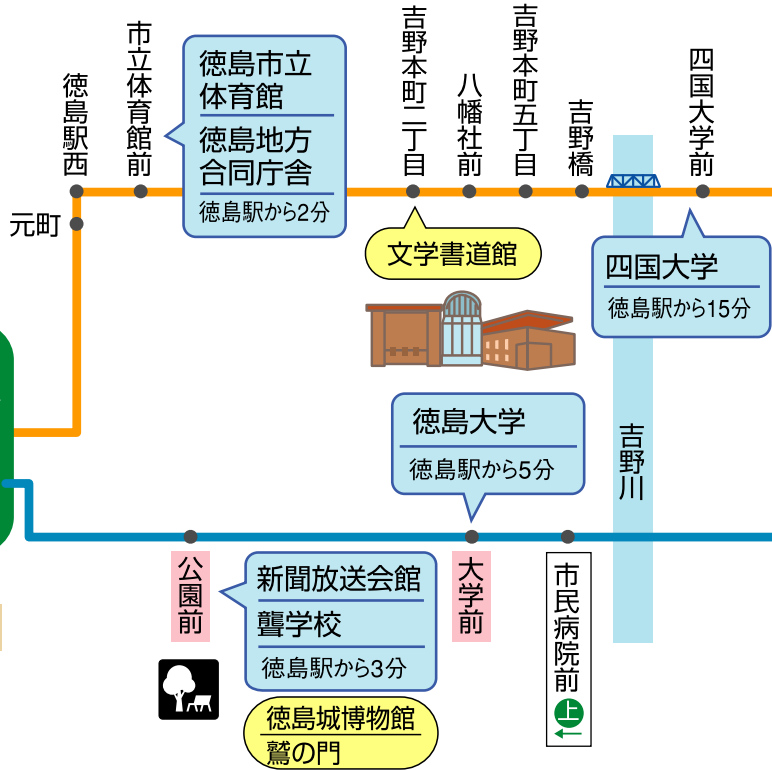 徳島駅西
市立体育館前
徳島市立
体育館
徳島地方
合同庁舎
徳島駅から2分
吉野本町二丁目
八幡社前
吉野本町五丁目
吉野橋
四国大学前
元町
文学書道館
四国大学
徳島駅から15分
徳島大学
徳島駅から5分
吉野川
公園前
新聞放送会館
聾学校
徳島駅から3分
大学前
市民病院前
上
徳島城博物館
鷲の門